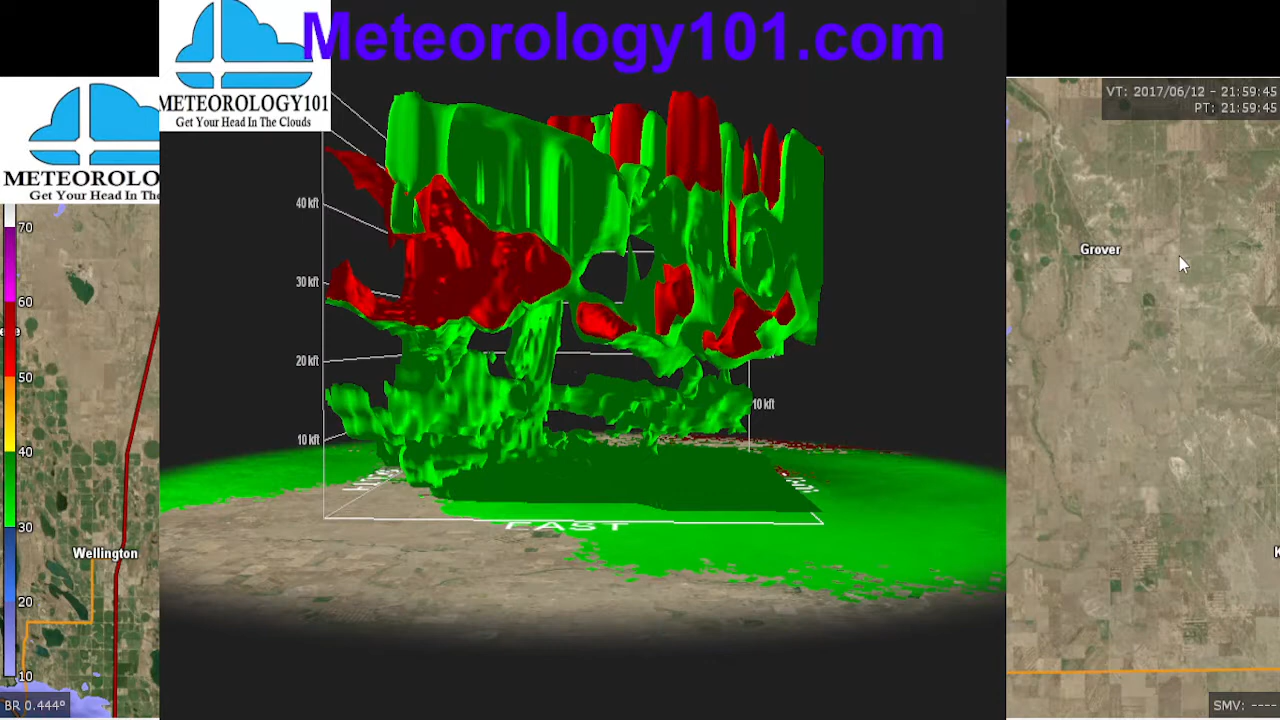 Meteorology101.com
METEOROLOGY101
Get Your Head In The Clouds
METEOROLO
Get Your Head In The
VT: 2017/06/12 - 21:59:45
PT: 21:59:45
70
60
50
40
30
20
10
40 kft
30 kft
20 kft
10 kft
10 kft
EAST
Grover
Wellington
K
BR 0.444°
SMV: ----